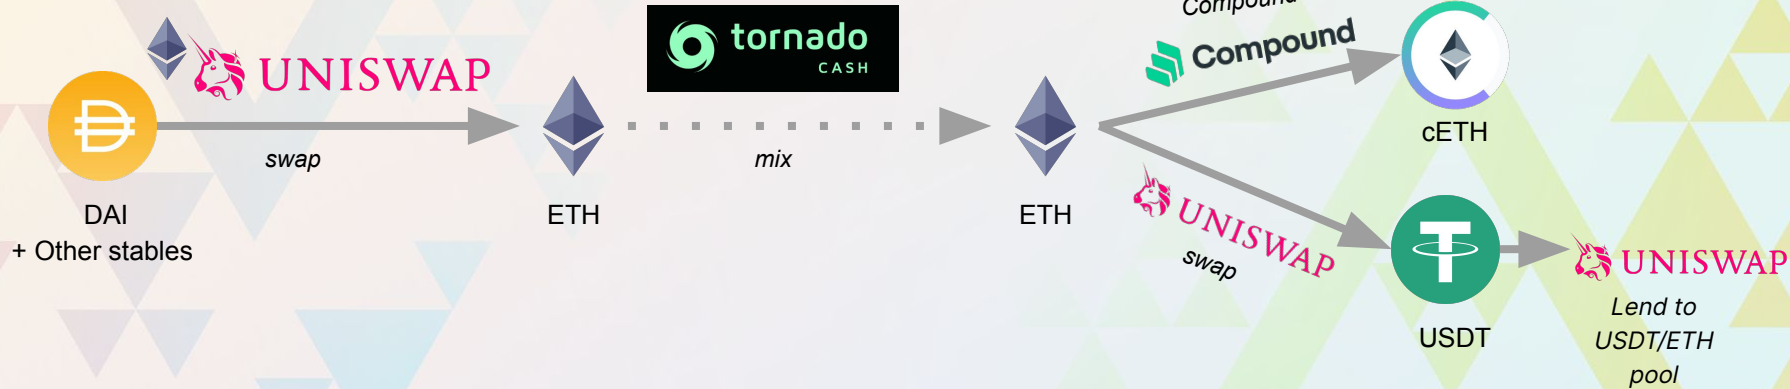 Compound
tornado
CASH
UNISWAP
Compound
cETH
swap
mix
DAI
+ Other stables
ETH
ETH
UNISWAP
swap
USDT
UNISWAP
Lend to
USDT/ETH
pool